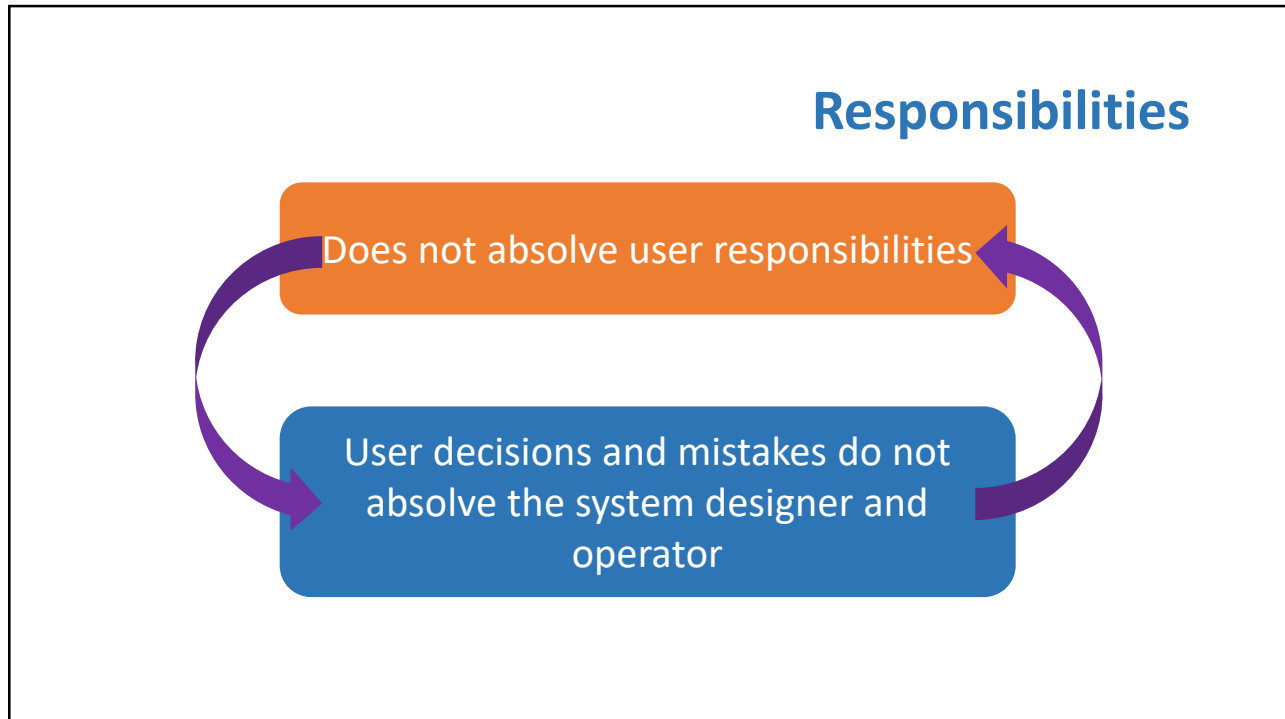 Responsibilities
Does not absolve user responsibilities
User decisions and mistakes do not
absolve the system designer and
operator